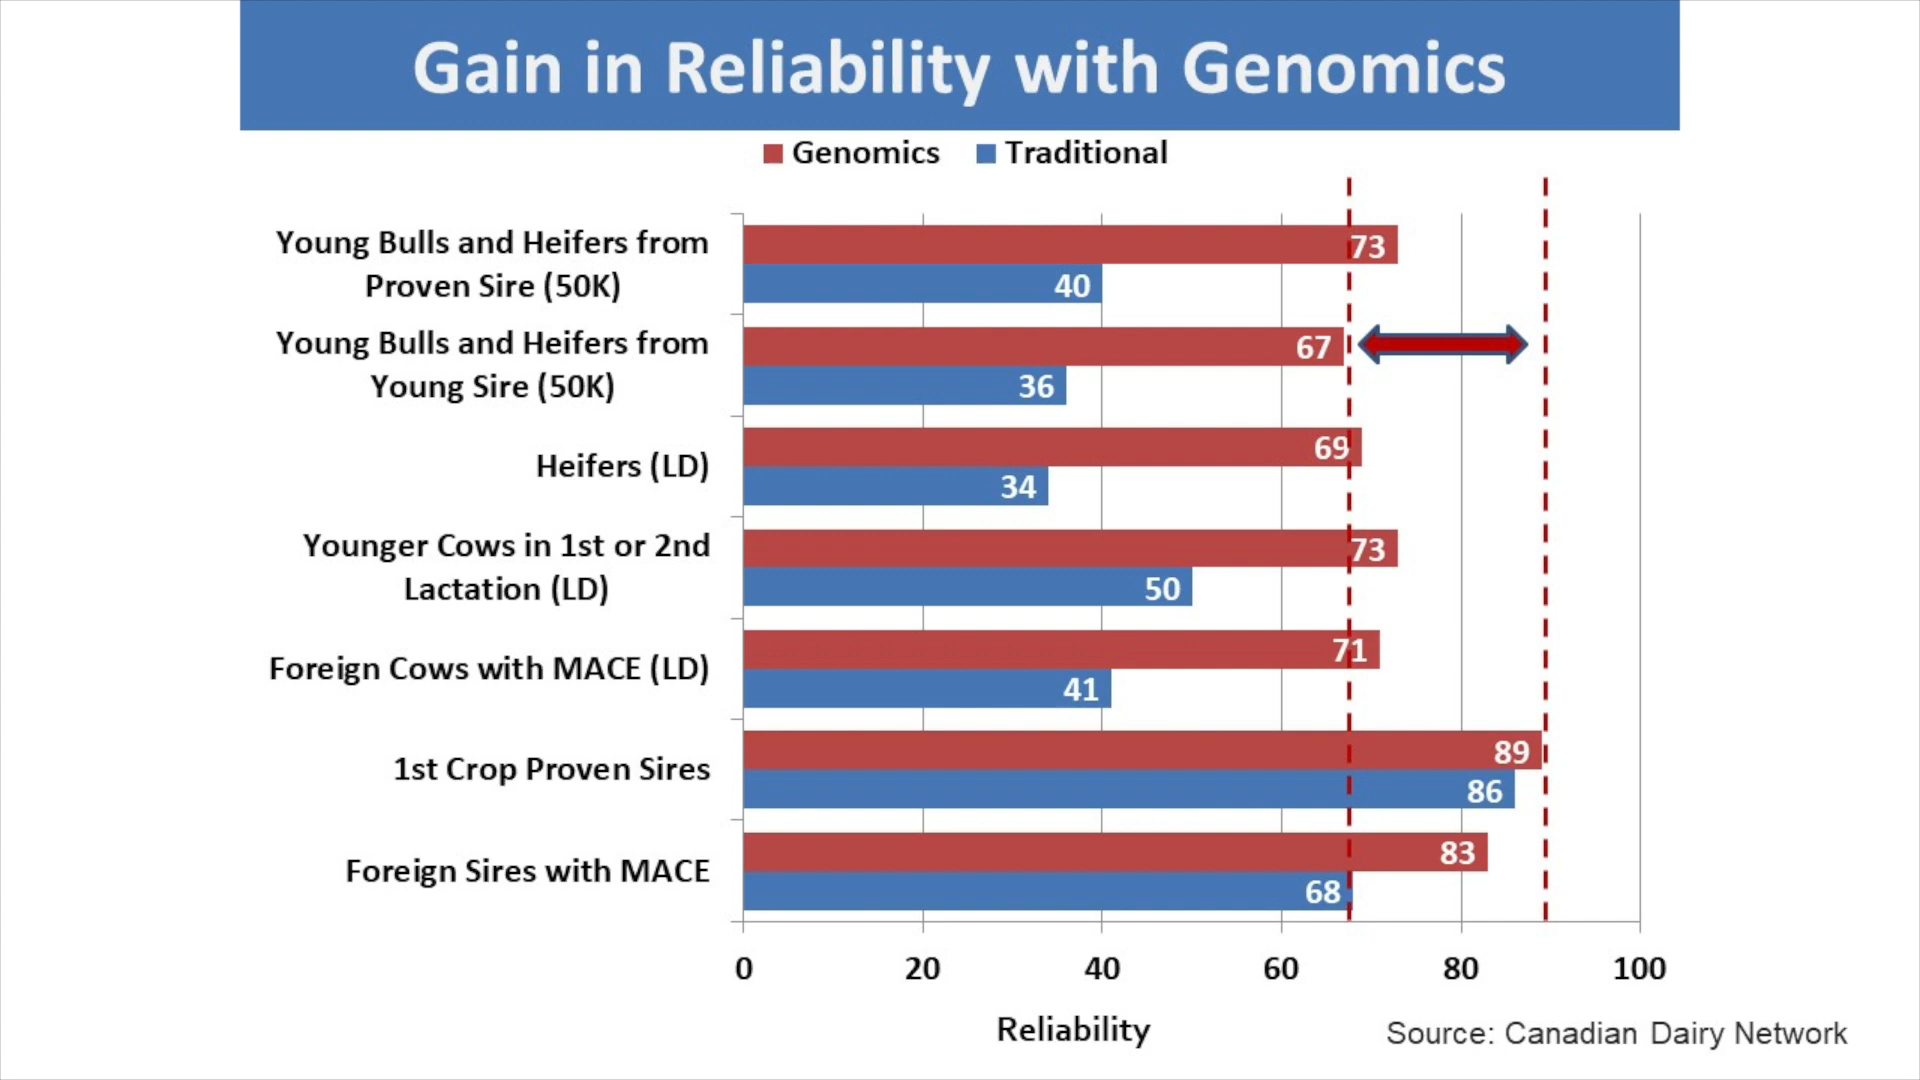 Gain in Reliability with Genomics
Genomics Traditional
Young Bulls and Heifers from
Proven Sire (50K)
73
40
Young Bulls and Heifers from
Young Sire (50K)
67
36
Heifers (LD)
69
34
Younger Cows in 1st or 2nd
Lactation (LD)
73
50
Foreign Cows with MACE (LD)
71
41
1st Crop Proven Sires
89
86
Foreign Sires with MACE
83
68
0 20 40 60 80 100
Reliability
Source: Canadian Dairy Network